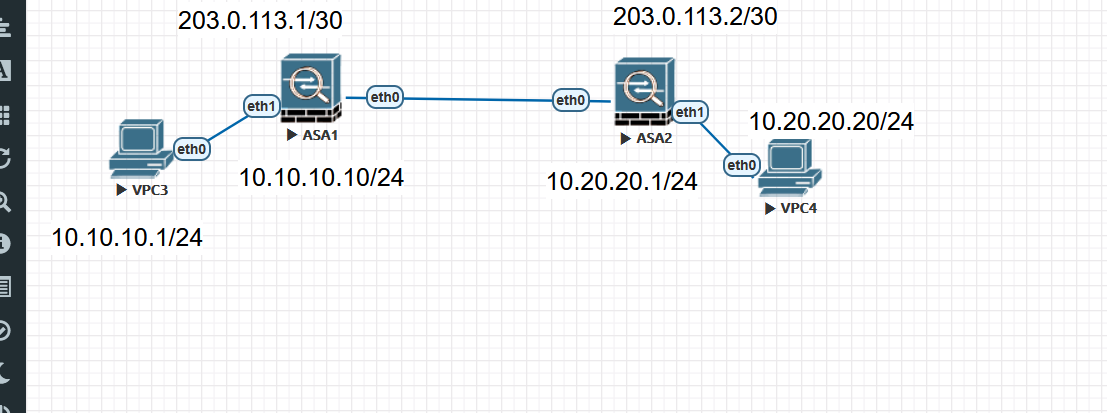 203.0.113.1/30
203.0.113.2/30
eth1
eth0
eth0
eth1
ASA1
ASA2
10.20.20.20/24
eth0
eth0
10.10.10.10/24
10.20.20.1/24
VPC3
VPC4
10.10.10.1/24